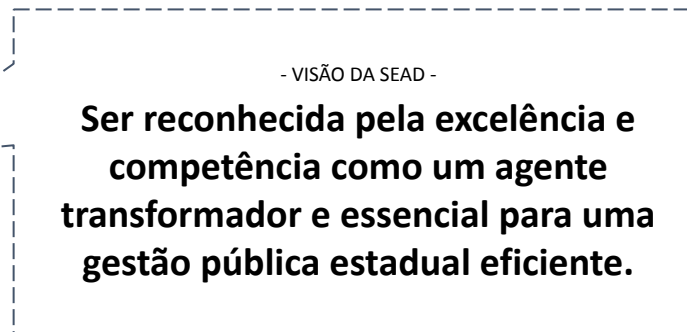 - VISÃO DA SEAD -
Ser reconhecida pela excelência e
competência como um agente
transformador e essencial para uma
gestão pública estadual eficiente.